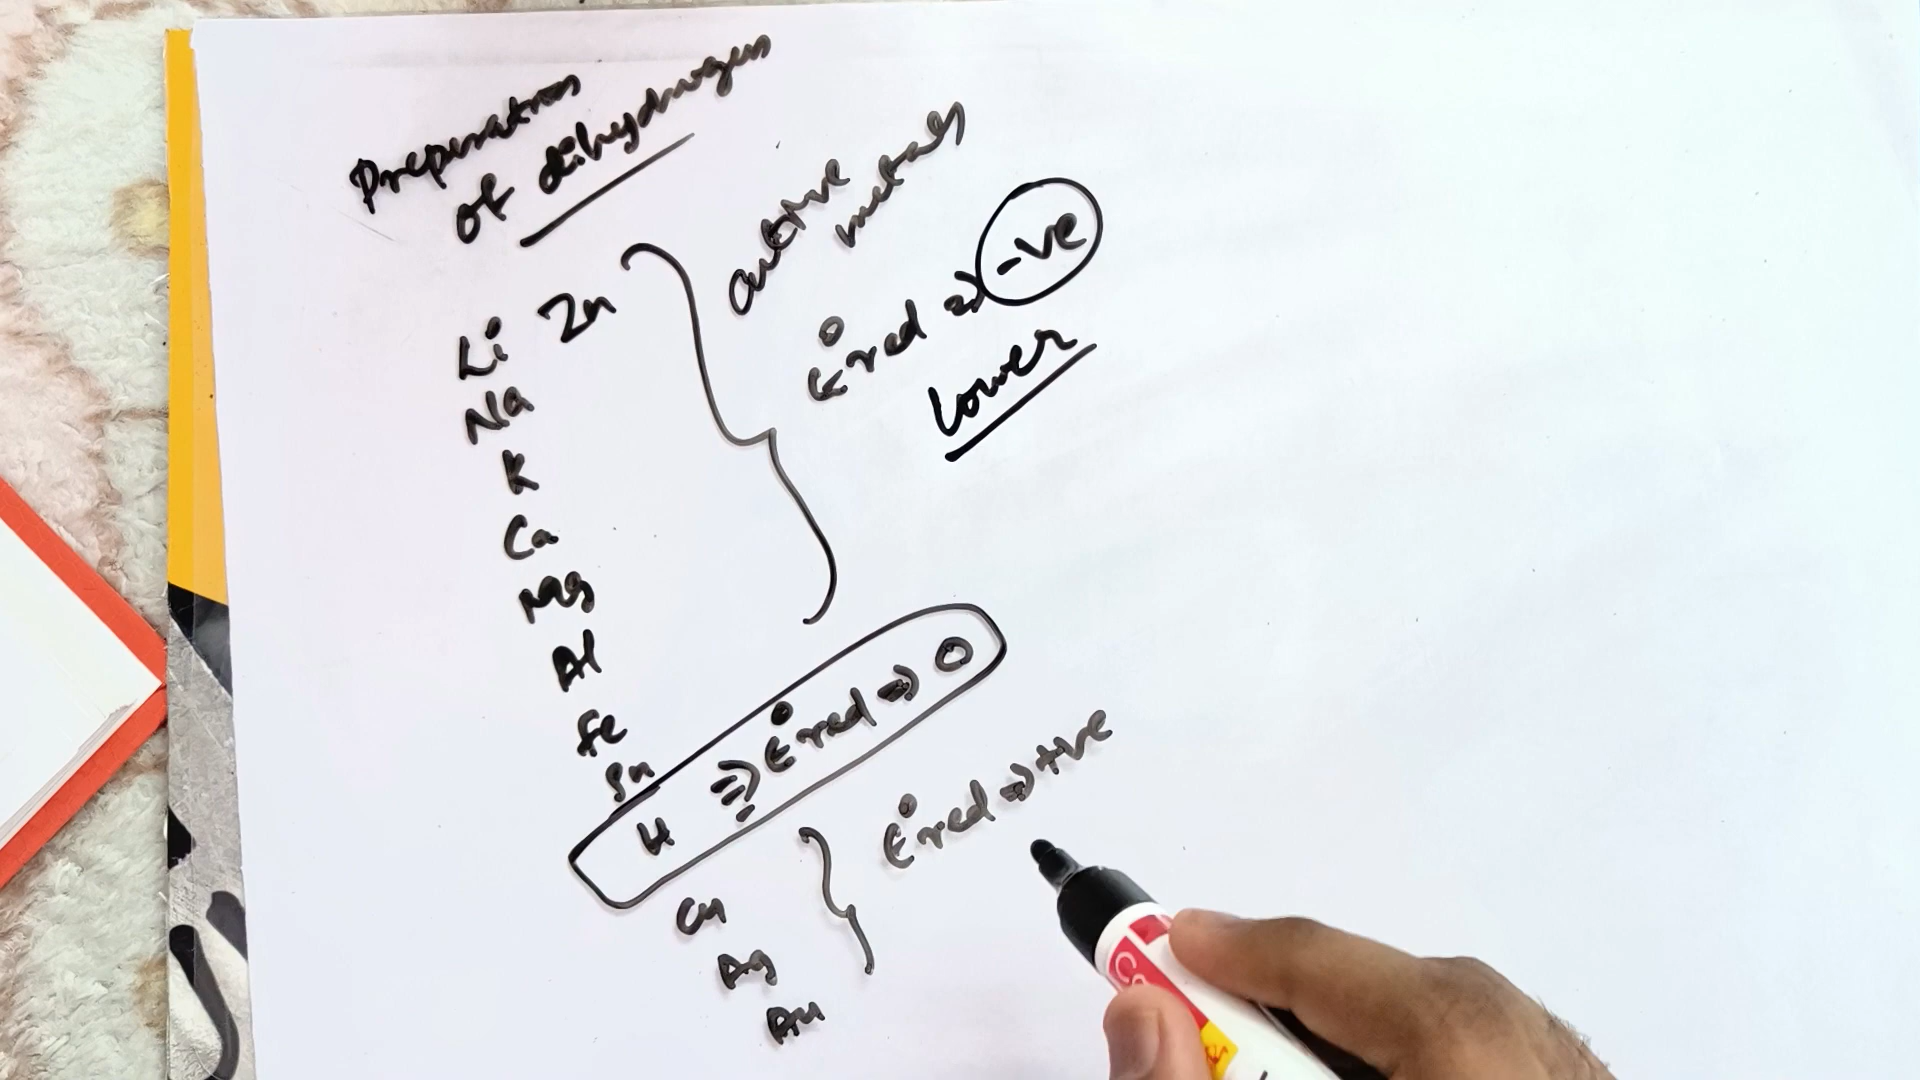 Preperation
of dihydrogen
active
metals
Zn
Li
Na
K
Ca
Mg
Al
Fe
Sn
E°red ⇒ -ve
lower
H ⇒ E°red ⇒ 0
Cu
Ag
Au
E°red ⇒ +ve